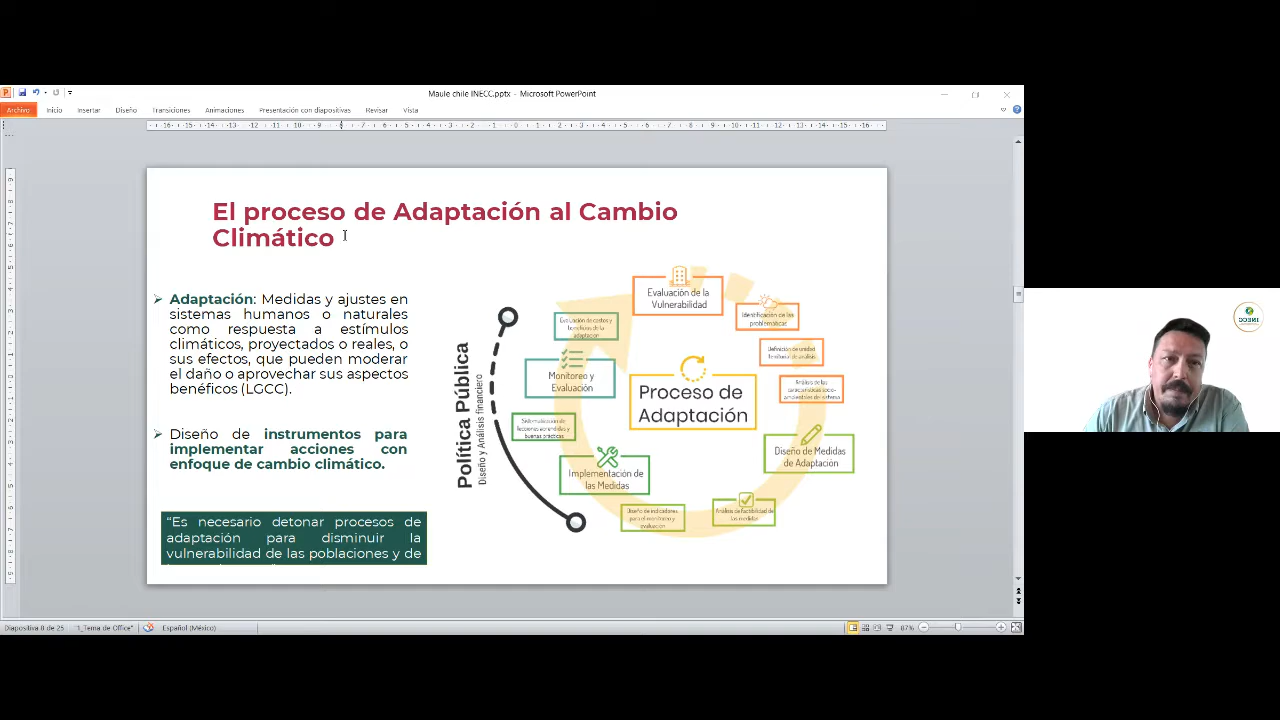 Maule chile INECC.pptx - Microsoft PowerPoint
Archivo
Inicio
Insertar
Diseño
Transiciones
Animaciones
Presentación con diapositivas
Revisar
Vista
El proceso de Adaptación al Cambio
Climático
Adaptación: Medidas y ajustes en
sistemas humanos o naturales
como respuesta a estímulos
climáticos, proyectados o reales, o
sus efectos, que pueden moderar
el daño o aprovechar sus aspectos
benéficos (LGCC).
Diseño de instrumentos para
implementar acciones con
enfoque de cambio climático.
“Es necesario detonar procesos de
adaptación para disminuir la
vulnerabilidad de las poblaciones y de
Política Pública
Diseño y Análisis financiero
Evaluación de la
Vulnerabilidad
Identificación de las
problemáticas
Definición de unidad
territorial de análisis
Análisis de las
características socio-
ambientales del sistema
Diseño de Medidas
de Adaptación
Análisis de factibilidad de
las medidas
Diseño de indicadores
para el monitoreo y
evaluación
Implementación de
las Medidas
Sistematización de
lecciones aprendidas y
buenas prácticas
Monitoreo y
Evaluación
Evaluación de costos y
beneficios de la
adaptación
Proceso de
Adaptación
Diapositiva 8 de 25
"1_Tema de Office"
Español (México)
87%